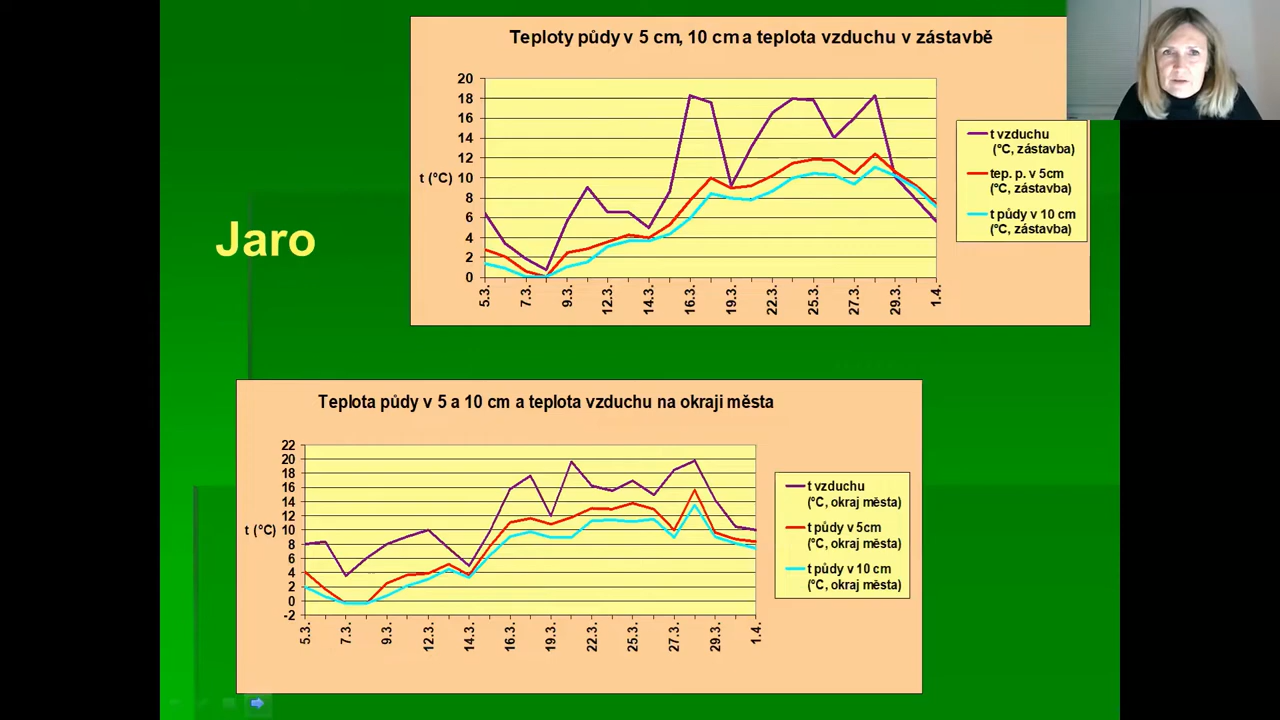 Teploty půdy v 5 cm, 10 cm a teplota vzduchu v zástavbě
20
18
16
14
12
t (°C) 10
8
6
4
2
0
5.3. 7.3. 9.3. 12.3. 14.3. 16.3. 19.3. 22.3. 25.3. 27.3. 29.3. 1.4.
t vzduchu
(°C, zástavba)
tep. p. v 5cm
(°C, zástavba)
t půdy v 10 cm
(°C, zástavba)
Jaro
Teplota půdy v 5 a 10 cm a teplota vzduchu na okraji města
22
20
18
16
14
12
t (°C) 10
8
6
4
2
0
-2
5.3. 7.3. 9.3. 12.3. 14.3. 16.3. 19.3. 22.3. 25.3. 27.3. 29.3. 1.4.
t vzduchu
(°C, okraj města)
t půdy v 5cm
(°C, okraj města)
t půdy v 10 cm
(°C, okraj města)